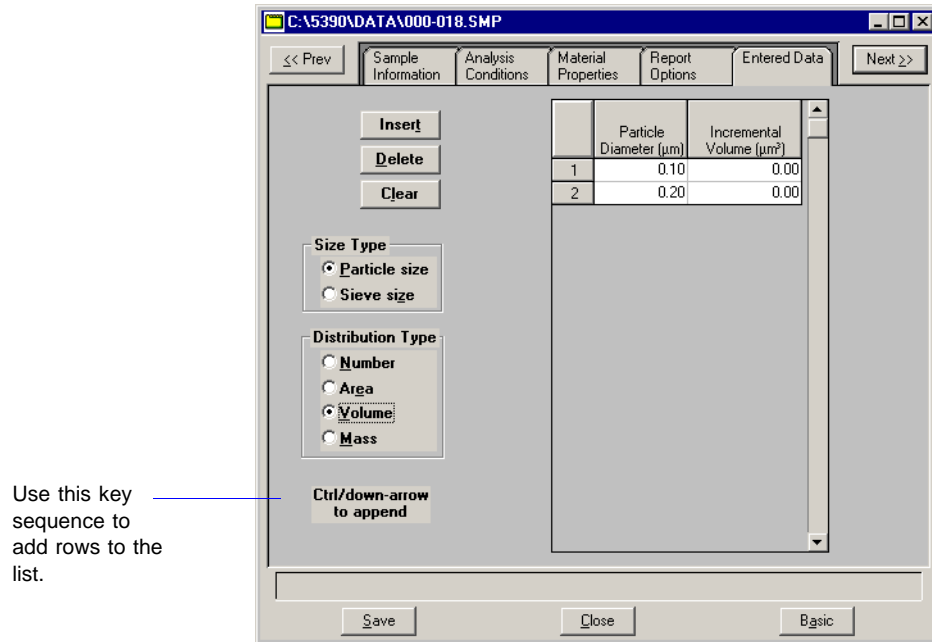 C:\5390\DATA\000-018.SMP
<< Prev
Sample
Information
Analysis
Conditions
Material
Properties
Report
Options
Entered Data
Next >>
Insert
Delete
Clear
Particle
Diameter (µm)
Incremental
Volume (µm³)
1 0.10 0.00
2 0.20 0.00
Size Type
Particle size
Sieve size
Distribution Type
Number
Area
Volume
Mass
Ctrl/down-arrow
to append
Use this key
sequence to
add rows to the
list.
Save
Close
Basic